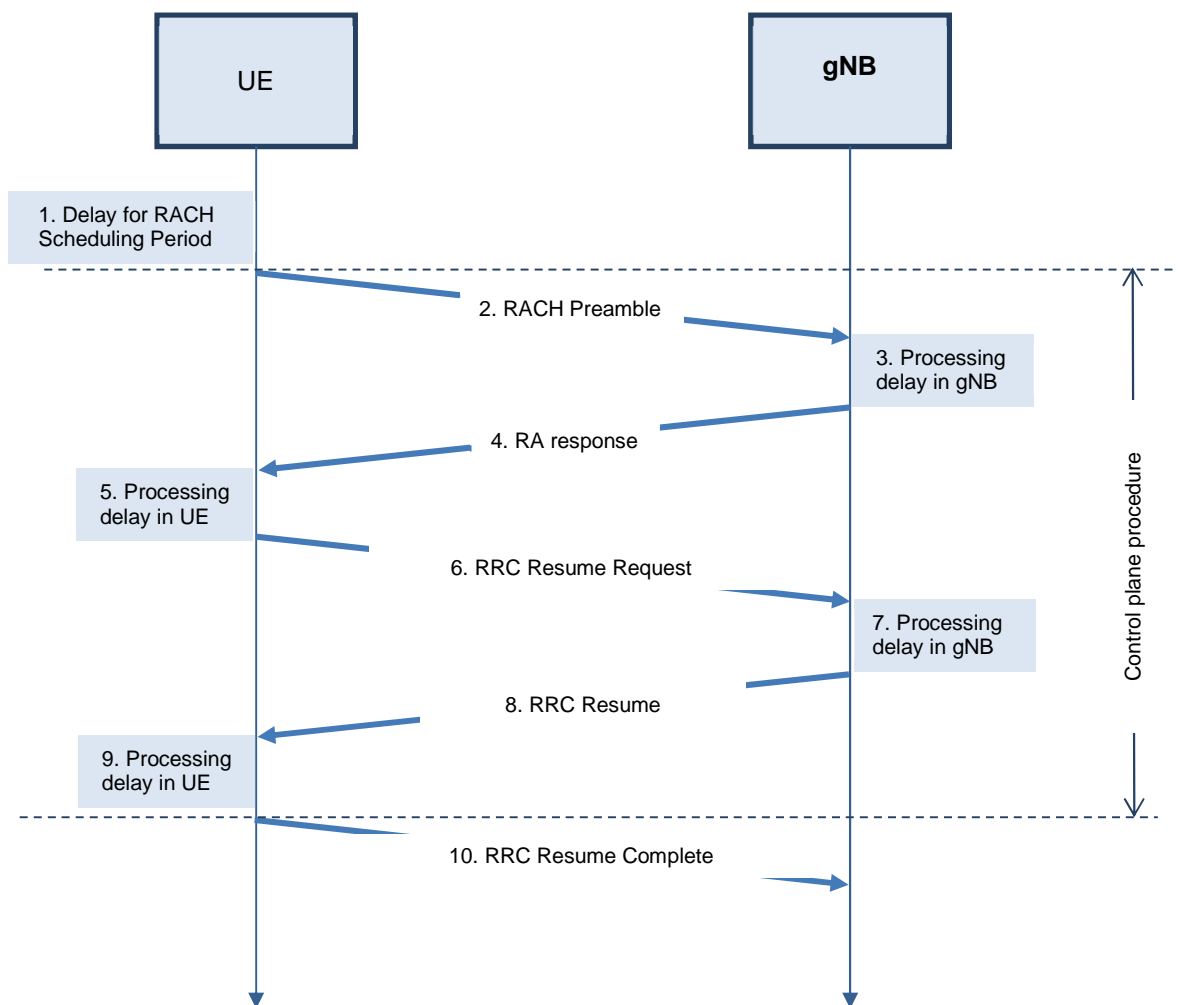 UE
gNB
1. Delay for RACH
Scheduling Period
2. RACH Preamble
3. Processing
delay in gNB
4. RA response
5. Processing
delay in UE
6. RRC Resume Request
7. Processing
delay in gNB
8. RRC Resume
9. Processing
delay in UE
10. RRC Resume Complete
Control plane procedure